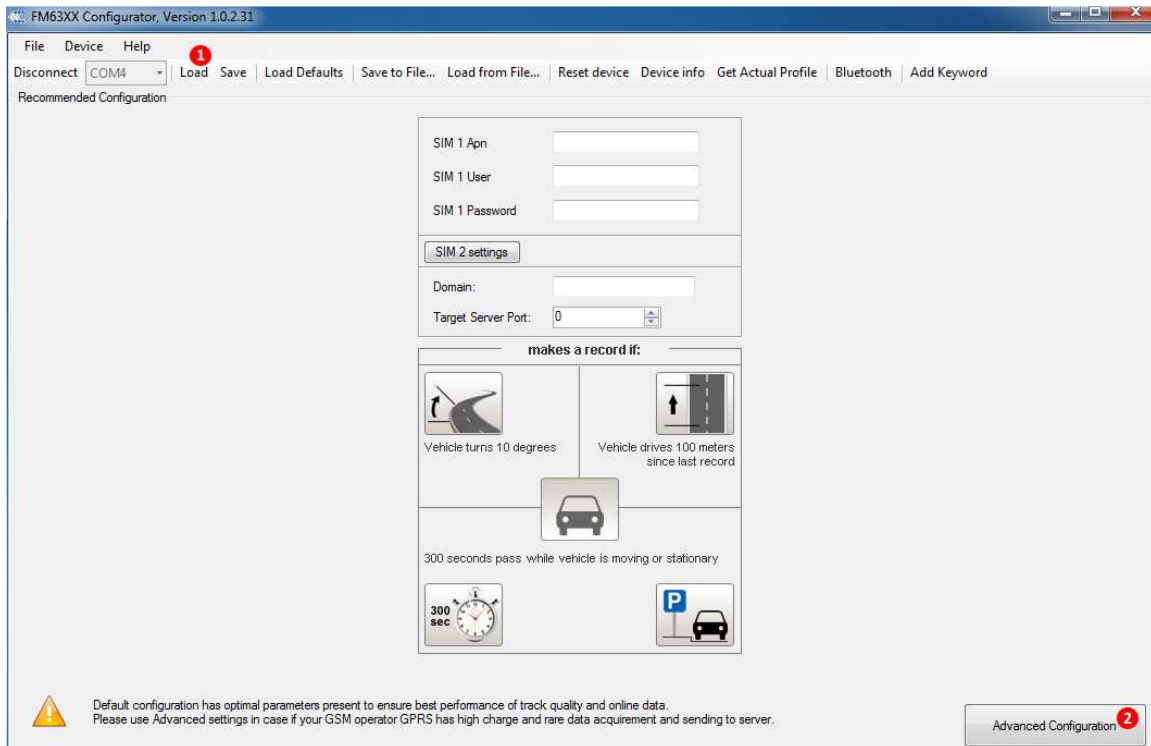 FM63XX Configurator, Version 1.0.2.31
File Device Help
1
Disconnect COM4 Load Save Load Defaults Save to File... Load from File... Reset device Device info Get Actual Profile Bluetooth Add Keyword
Recommended Configuration
SIM 1 Apn
SIM 1 User
SIM 1 Password
SIM 2 settings
Domain:
Target Server Port: 0
makes a record if:
Vehicle turns 10 degrees
Vehicle drives 100 meters
since last record
300 seconds pass while vehicle is moving or stationary
300
sec
P
Default configuration has optimal parameters present to ensure best performance of track quality and online data.
Please use Advanced settings in case if your GSM operator GPRS has high charge and rare data acquirement and sending to server.
Advanced Configuration 2